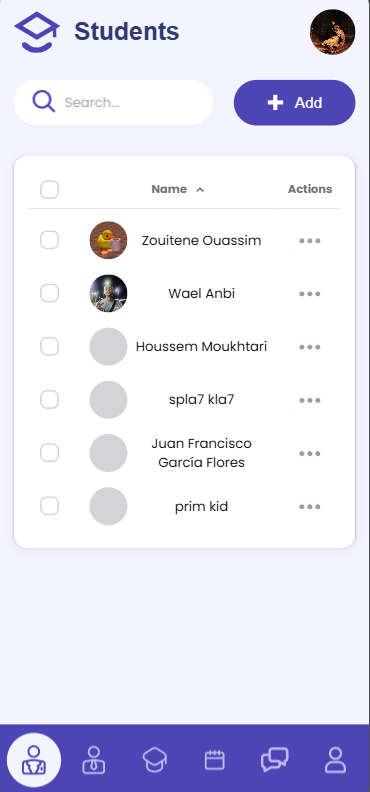 Students
Search...
Add
Name
Actions
Zouitene Ouassim
Wael Anbi
Houssem Moukhtari
spla7 kla7
Juan Francisco
García Flores
prim kid